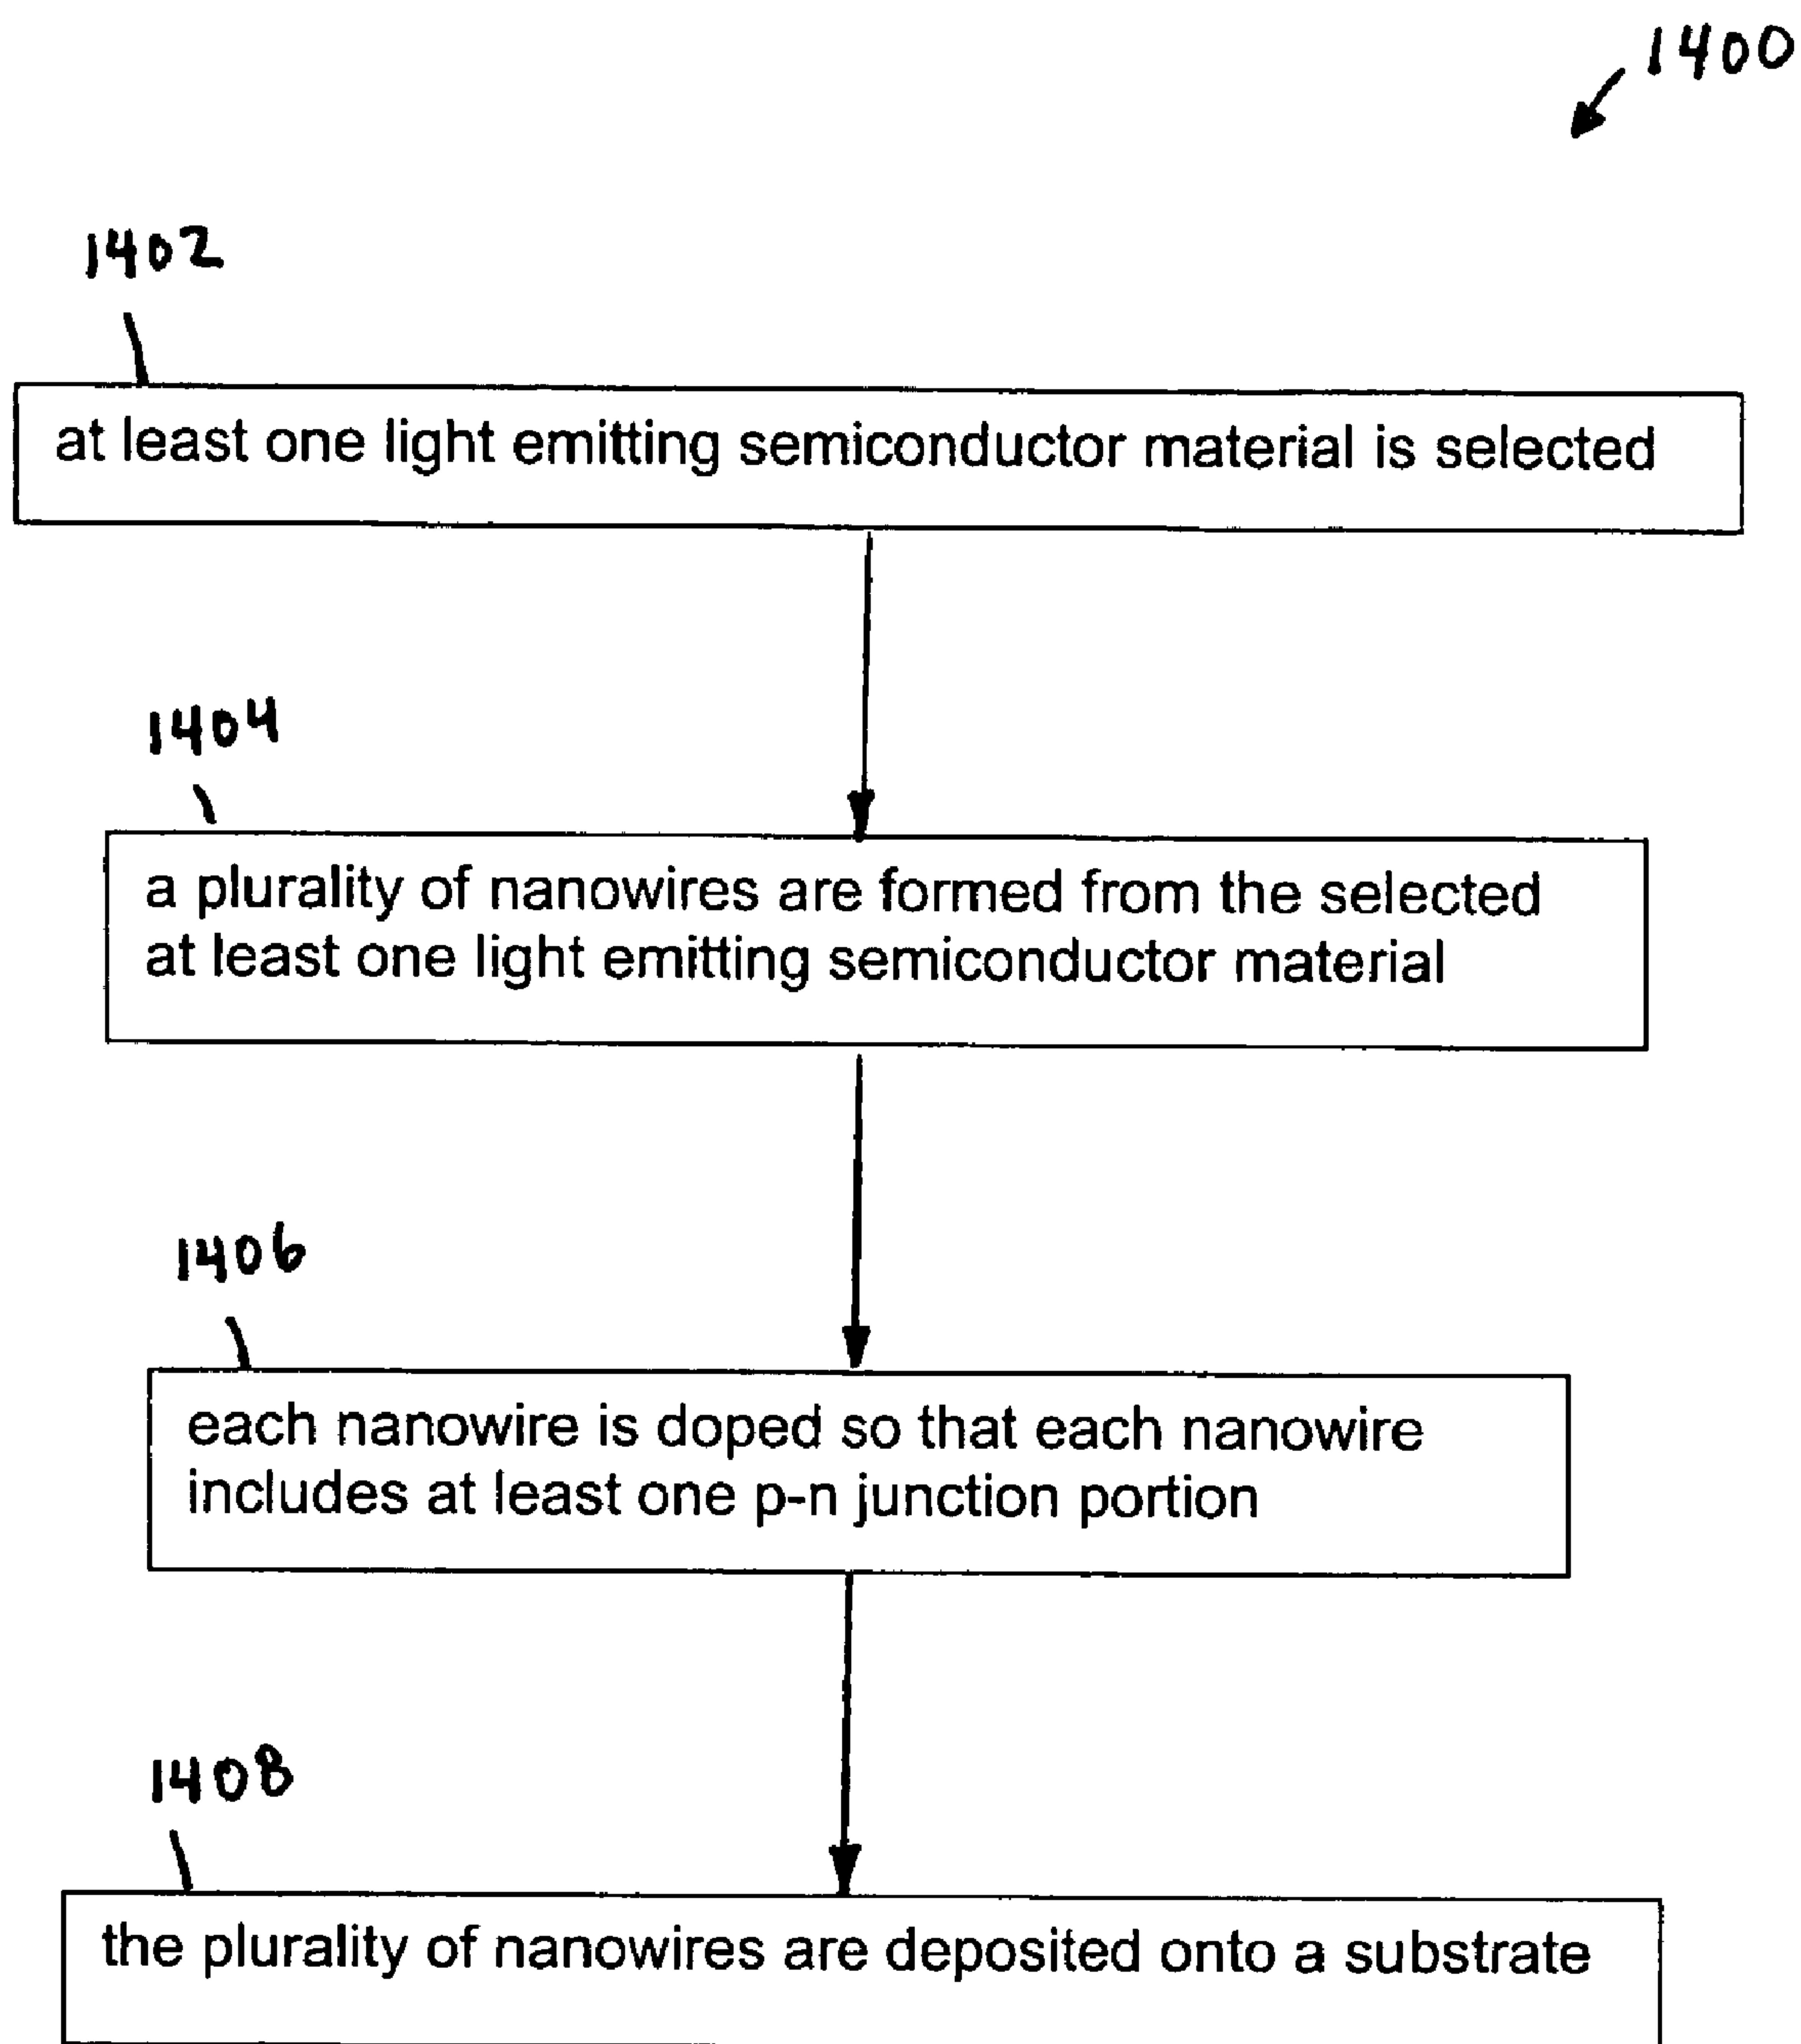 1400
1402
at least one light emitting semiconductor material is selected
1404
a plurality of nanowires are formed from the selected
at least one light emitting semiconductor material
1406
each nanowire is doped so that each nanowire
includes at least one p-n junction portion
1408
the plurality of nanowires are deposited onto a substrate